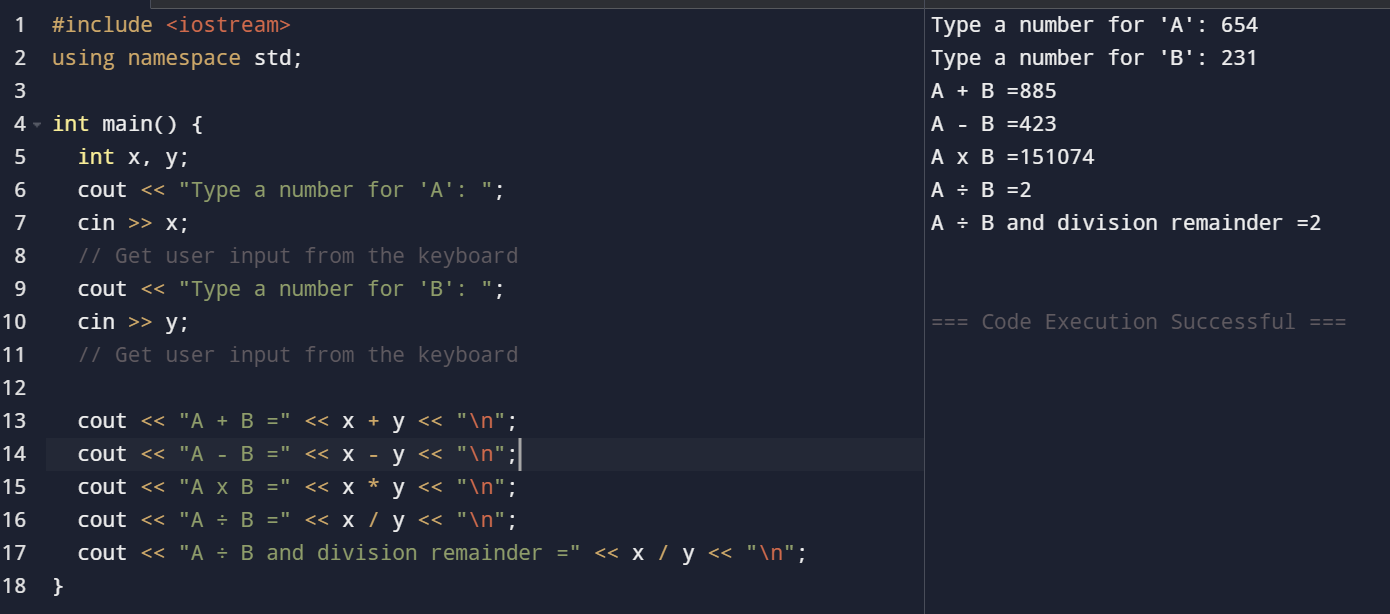 1 #include <iostream>
2 using namespace std;
3
4 int main() {
5 int x, y;
6 cout << "Type a number for 'A': ";
7 cin >> x;
8 // Get user input from the keyboard
9 cout << "Type a number for 'B': ";
10 cin >> y;
11 // Get user input from the keyboard
12
13 cout << "A + B =" << x + y << "\n";
14 cout << "A - B =" << x - y << "\n";
15 cout << "A x B =" << x * y << "\n";
16 cout << "A ÷ B =" << x / y << "\n";
17 cout << "A ÷ B and division remainder =" << x / y << "\n";
18 }
Type a number for 'A': 654
Type a number for 'B': 231
A + B =885
A - B =423
A x B =151074
A ÷ B =2
A ÷ B and division remainder =2
=== Code Execution Successful ===